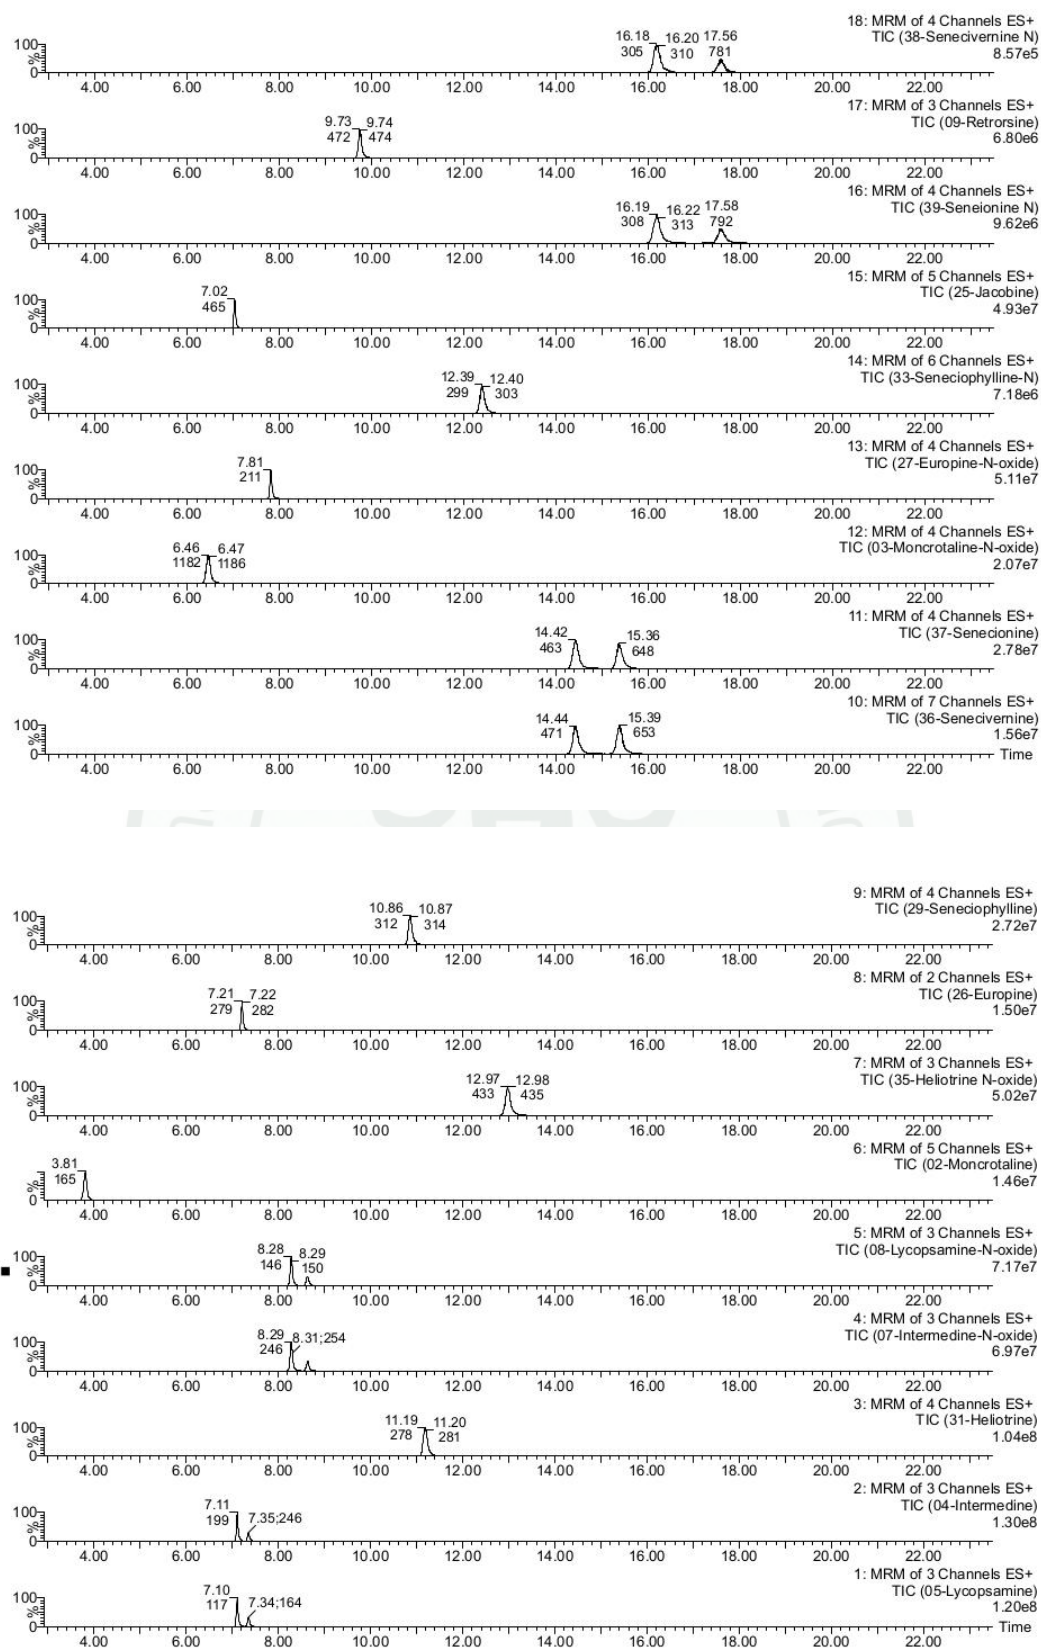 18: MRM of 4 Channels ES+
TIC (38-Senecivernine N)
8.57e5
16.18 16.20 17.56
305 310 781
100
%
0
4.00 6.00 8.00 10.00 12.00 14.00 16.00 18.00 20.00 22.00
17: MRM of 3 Channels ES+
TIC (09-Retrorsine)
6.80e6
9.73 9.74
472 474
100
%
0
4.00 6.00 8.00 10.00 12.00 14.00 16.00 18.00 20.00 22.00
16: MRM of 4 Channels ES+
TIC (39-Seneionine N)
9.62e6
16.19 16.22 17.58
308 313 792
100
%
0
4.00 6.00 8.00 10.00 12.00 14.00 16.00 18.00 20.00 22.00
15: MRM of 5 Channels ES+
TIC (25-Jacobine)
4.93e7
7.02
465
100
%
0
4.00 6.00 8.00 10.00 12.00 14.00 16.00 18.00 20.00 22.00
14: MRM of 6 Channels ES+
TIC (33-Seneciophylline-N)
7.18e6
12.39 12.40
299 303
100
%
0
4.00 6.00 8.00 10.00 12.00 14.00 16.00 18.00 20.00 22.00
13: MRM of 4 Channels ES+
TIC (27-Europine-N-oxide)
5.11e7
7.81
211
100
%
0
4.00 6.00 8.00 10.00 12.00 14.00 16.00 18.00 20.00 22.00
12: MRM of 4 Channels ES+
TIC (03-Moncrotaline-N-oxide)
2.07e7
6.46 6.47
1182 1186
100
%
0
4.00 6.00 8.00 10.00 12.00 14.00 16.00 18.00 20.00 22.00
11: MRM of 4 Channels ES+
TIC (37-Senecionine)
2.78e7
14.42 15.36
463 648
100
%
0
4.00 6.00 8.00 10.00 12.00 14.00 16.00 18.00 20.00 22.00
10: MRM of 7 Channels ES+
TIC (36-Senecivernine)
1.56e7
14.44 15.39
471 653
100
%
0
Time
4.00 6.00 8.00 10.00 12.00 14.00 16.00 18.00 20.00 22.00
9: MRM of 4 Channels ES+
TIC (29-Seneciophylline)
2.72e7
10.86 10.87
312 314
100
%
0
4.00 6.00 8.00 10.00 12.00 14.00 16.00 18.00 20.00 22.00
8: MRM of 2 Channels ES+
TIC (26-Europine)
1.50e7
7.21 7.22
279 282
100
%
0
4.00 6.00 8.00 10.00 12.00 14.00 16.00 18.00 20.00 22.00
7: MRM of 3 Channels ES+
TIC (35-Heliotrine N-oxide)
5.02e7
12.97 12.98
433 435
100
%
0
4.00 6.00 8.00 10.00 12.00 14.00 16.00 18.00 20.00 22.00
6: MRM of 5 Channels ES+
TIC (02-Moncrotaline)
1.46e7
3.81
165
%
0
4.00 6.00 8.00 10.00 12.00 14.00 16.00 18.00 20.00 22.00
5: MRM of 3 Channels ES+
TIC (08-Lycopsamine-N-oxide)
7.17e7
8.28 8.29
146 150
100
%
0
4.00 6.00 8.00 10.00 12.00 14.00 16.00 18.00 20.00 22.00
4: MRM of 3 Channels ES+
TIC (07-Intermedine-N-oxide)
6.97e7
8.29 8.31;254
246
100
%
0
4.00 6.00 8.00 10.00 12.00 14.00 16.00 18.00 20.00 22.00
3: MRM of 4 Channels ES+
TIC (31-Heliotrine)
1.04e8
11.19 11.20
278 281
100
%
0
4.00 6.00 8.00 10.00 12.00 14.00 16.00 18.00 20.00 22.00
2: MRM of 3 Channels ES+
TIC (04-Intermedine)
1.30e8
7.11
199 7.35;246
100
%
0
4.00 6.00 8.00 10.00 12.00 14.00 16.00 18.00 20.00 22.00
1: MRM of 3 Channels ES+
TIC (05-Lycopsamine)
1.20e8
7.10
117 7.34;164
100
%
0
Time
4.00 6.00 8.00 10.00 12.00 14.00 16.00 18.00 20.00 22.00